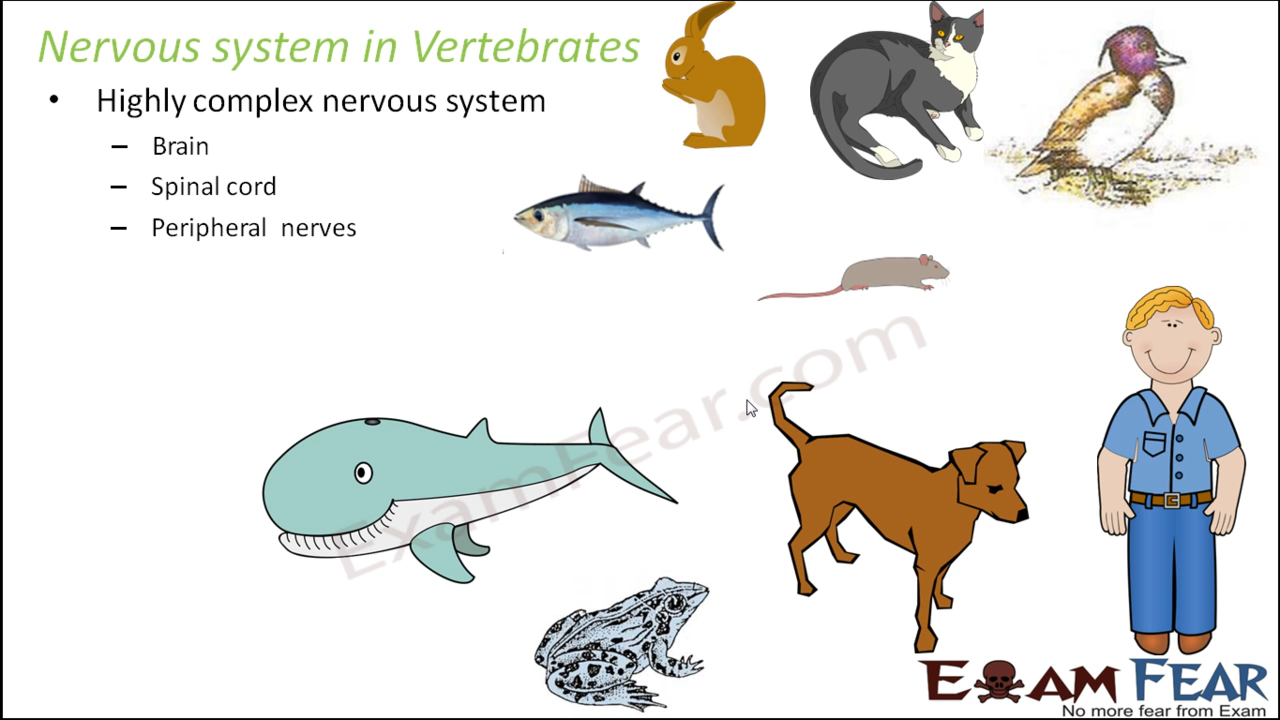 Nervous system in Vertebrates
• Highly complex nervous system
– Brain
– Spinal cord
– Peripheral nerves
ExamFear.com
EXAM FEAR
No more fear from Exam